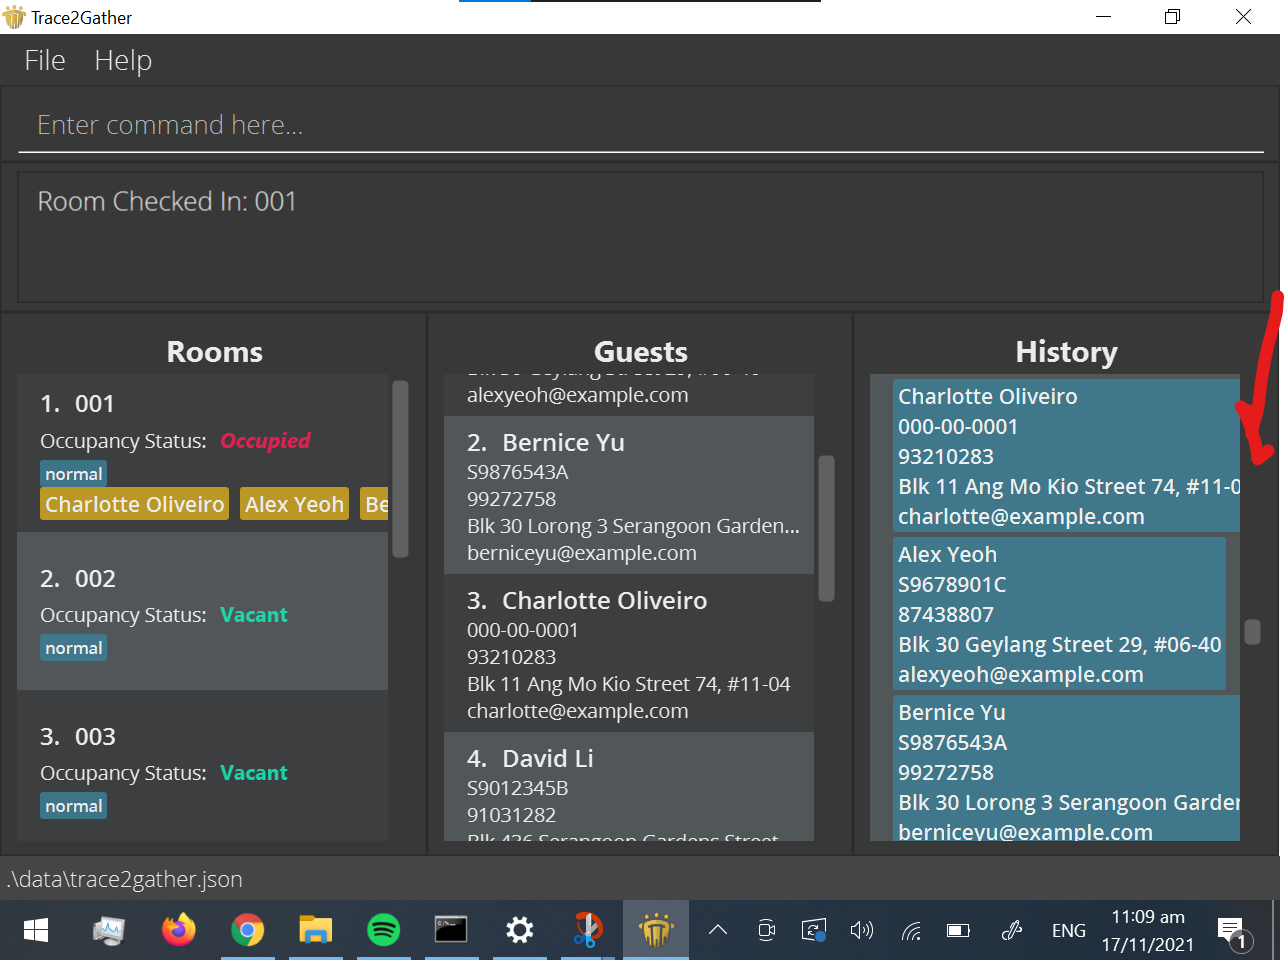 Trace2Gather
File Help
Enter command here...
Room Checked In: 001
Rooms
1. 001
Occupancy Status: Occupied
normal
Charlotte Oliveiro Alex Yeoh Be
2. 002
Occupancy Status: Vacant
normal
3. 003
Occupancy Status: Vacant
normal
Guests
alexyeoh@example.com
2. Bernice Yu
S9876543A
99272758
Blk 30 Lorong 3 Serangoon Garden...
berniceyu@example.com
3. Charlotte Oliveiro
000-00-0001
93210283
Blk 11 Ang Mo Kio Street 74, #11-04
charlotte@example.com
4. David Li
S9012345B
91031282
Blk 436 Serangoon Gardens Street
History
Charlotte Oliveiro
000-00-0001
93210283
Blk 11 Ang Mo Kio Street 74, #11-0
charlotte@example.com
Alex Yeoh
S9678901C
87438807
Blk 30 Geylang Street 29, #06-40
alexyeoh@example.com
Bernice Yu
S9876543A
99272758
Blk 30 Lorong 3 Serangoon Garden
berniceyu@example.com
.\data\trace2gather.json
ENG
11:09 am
17/11/2021
1